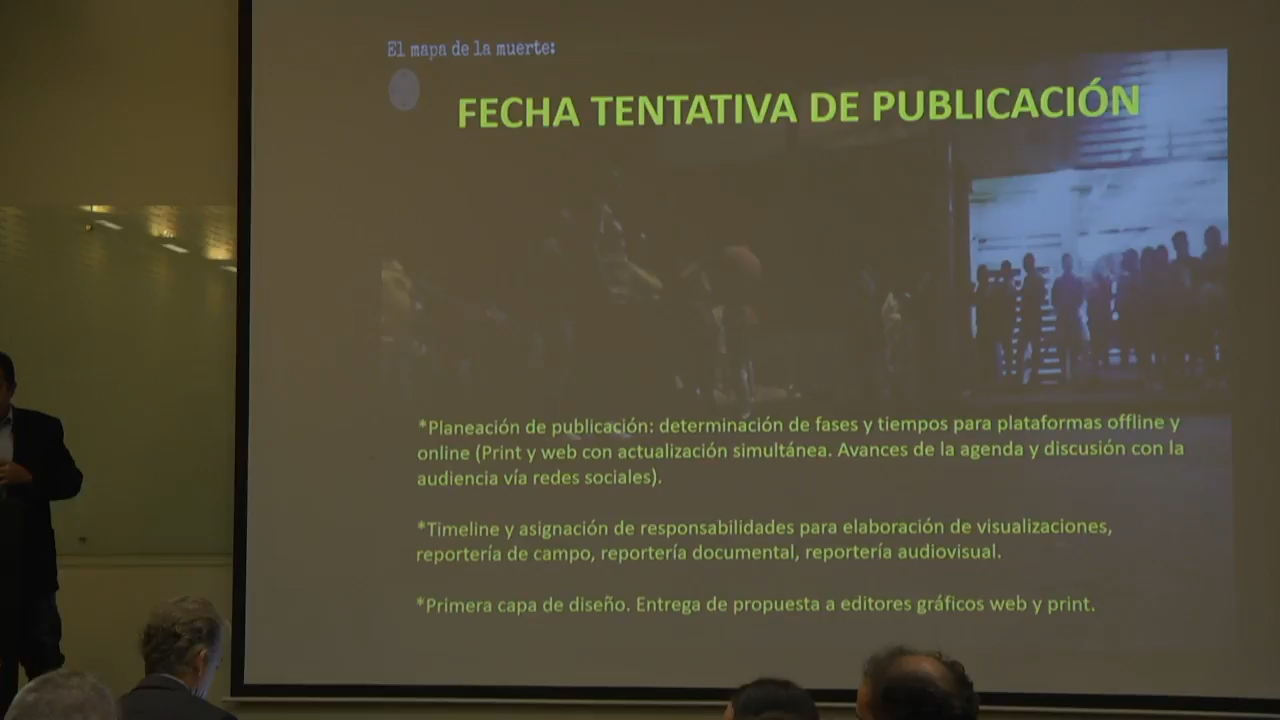 El mapa de la muerte:
FECHA TENTATIVA DE PUBLICACIÓN
*Planeación de publicación: determinación de fases y tiempos para plataformas offline y
online (Print y web con actualización simultánea. Avances de la agenda y discusión con la
audiencia vía redes sociales).
*Timeline y asignación de responsabilidades para elaboración de visualizaciones,
reportería de campo, reportería documental, reportería audiovisual.
*Primera capa de diseño. Entrega de propuesta a editores gráficos web y print.